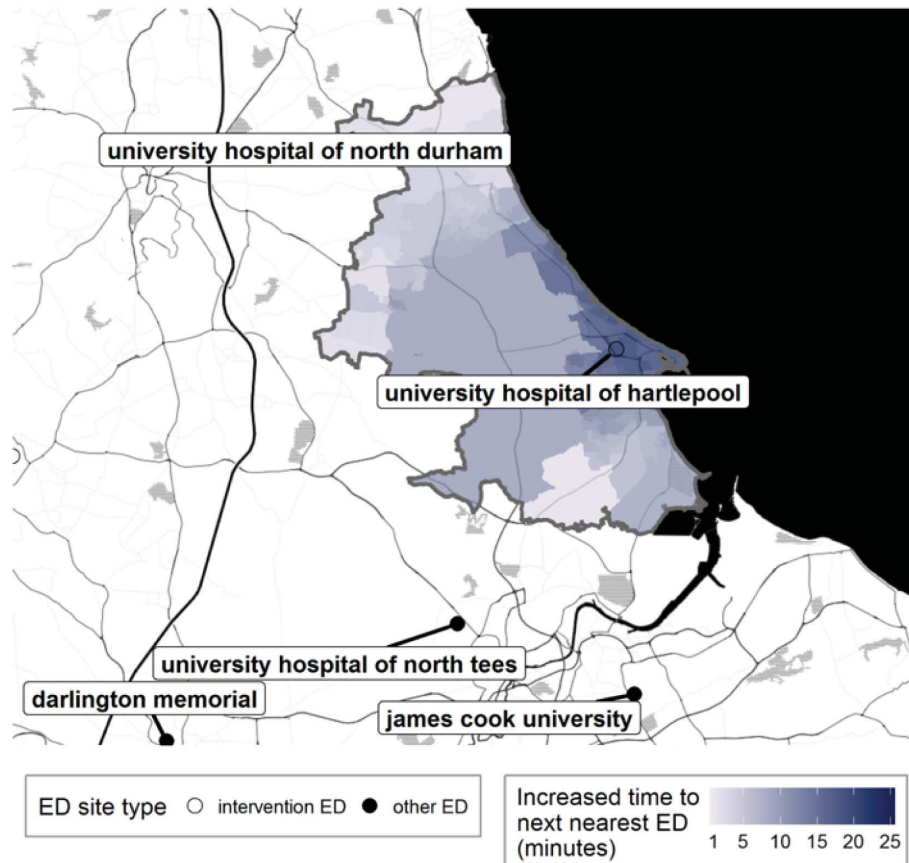 university hospital of north durham
university hospital of hartlepool
university hospital of north tees
darlington memorial
james cook university
ED site type intervention ED other ED
Increased time to
next nearest ED
(minutes)
1 5 10 15 20 25